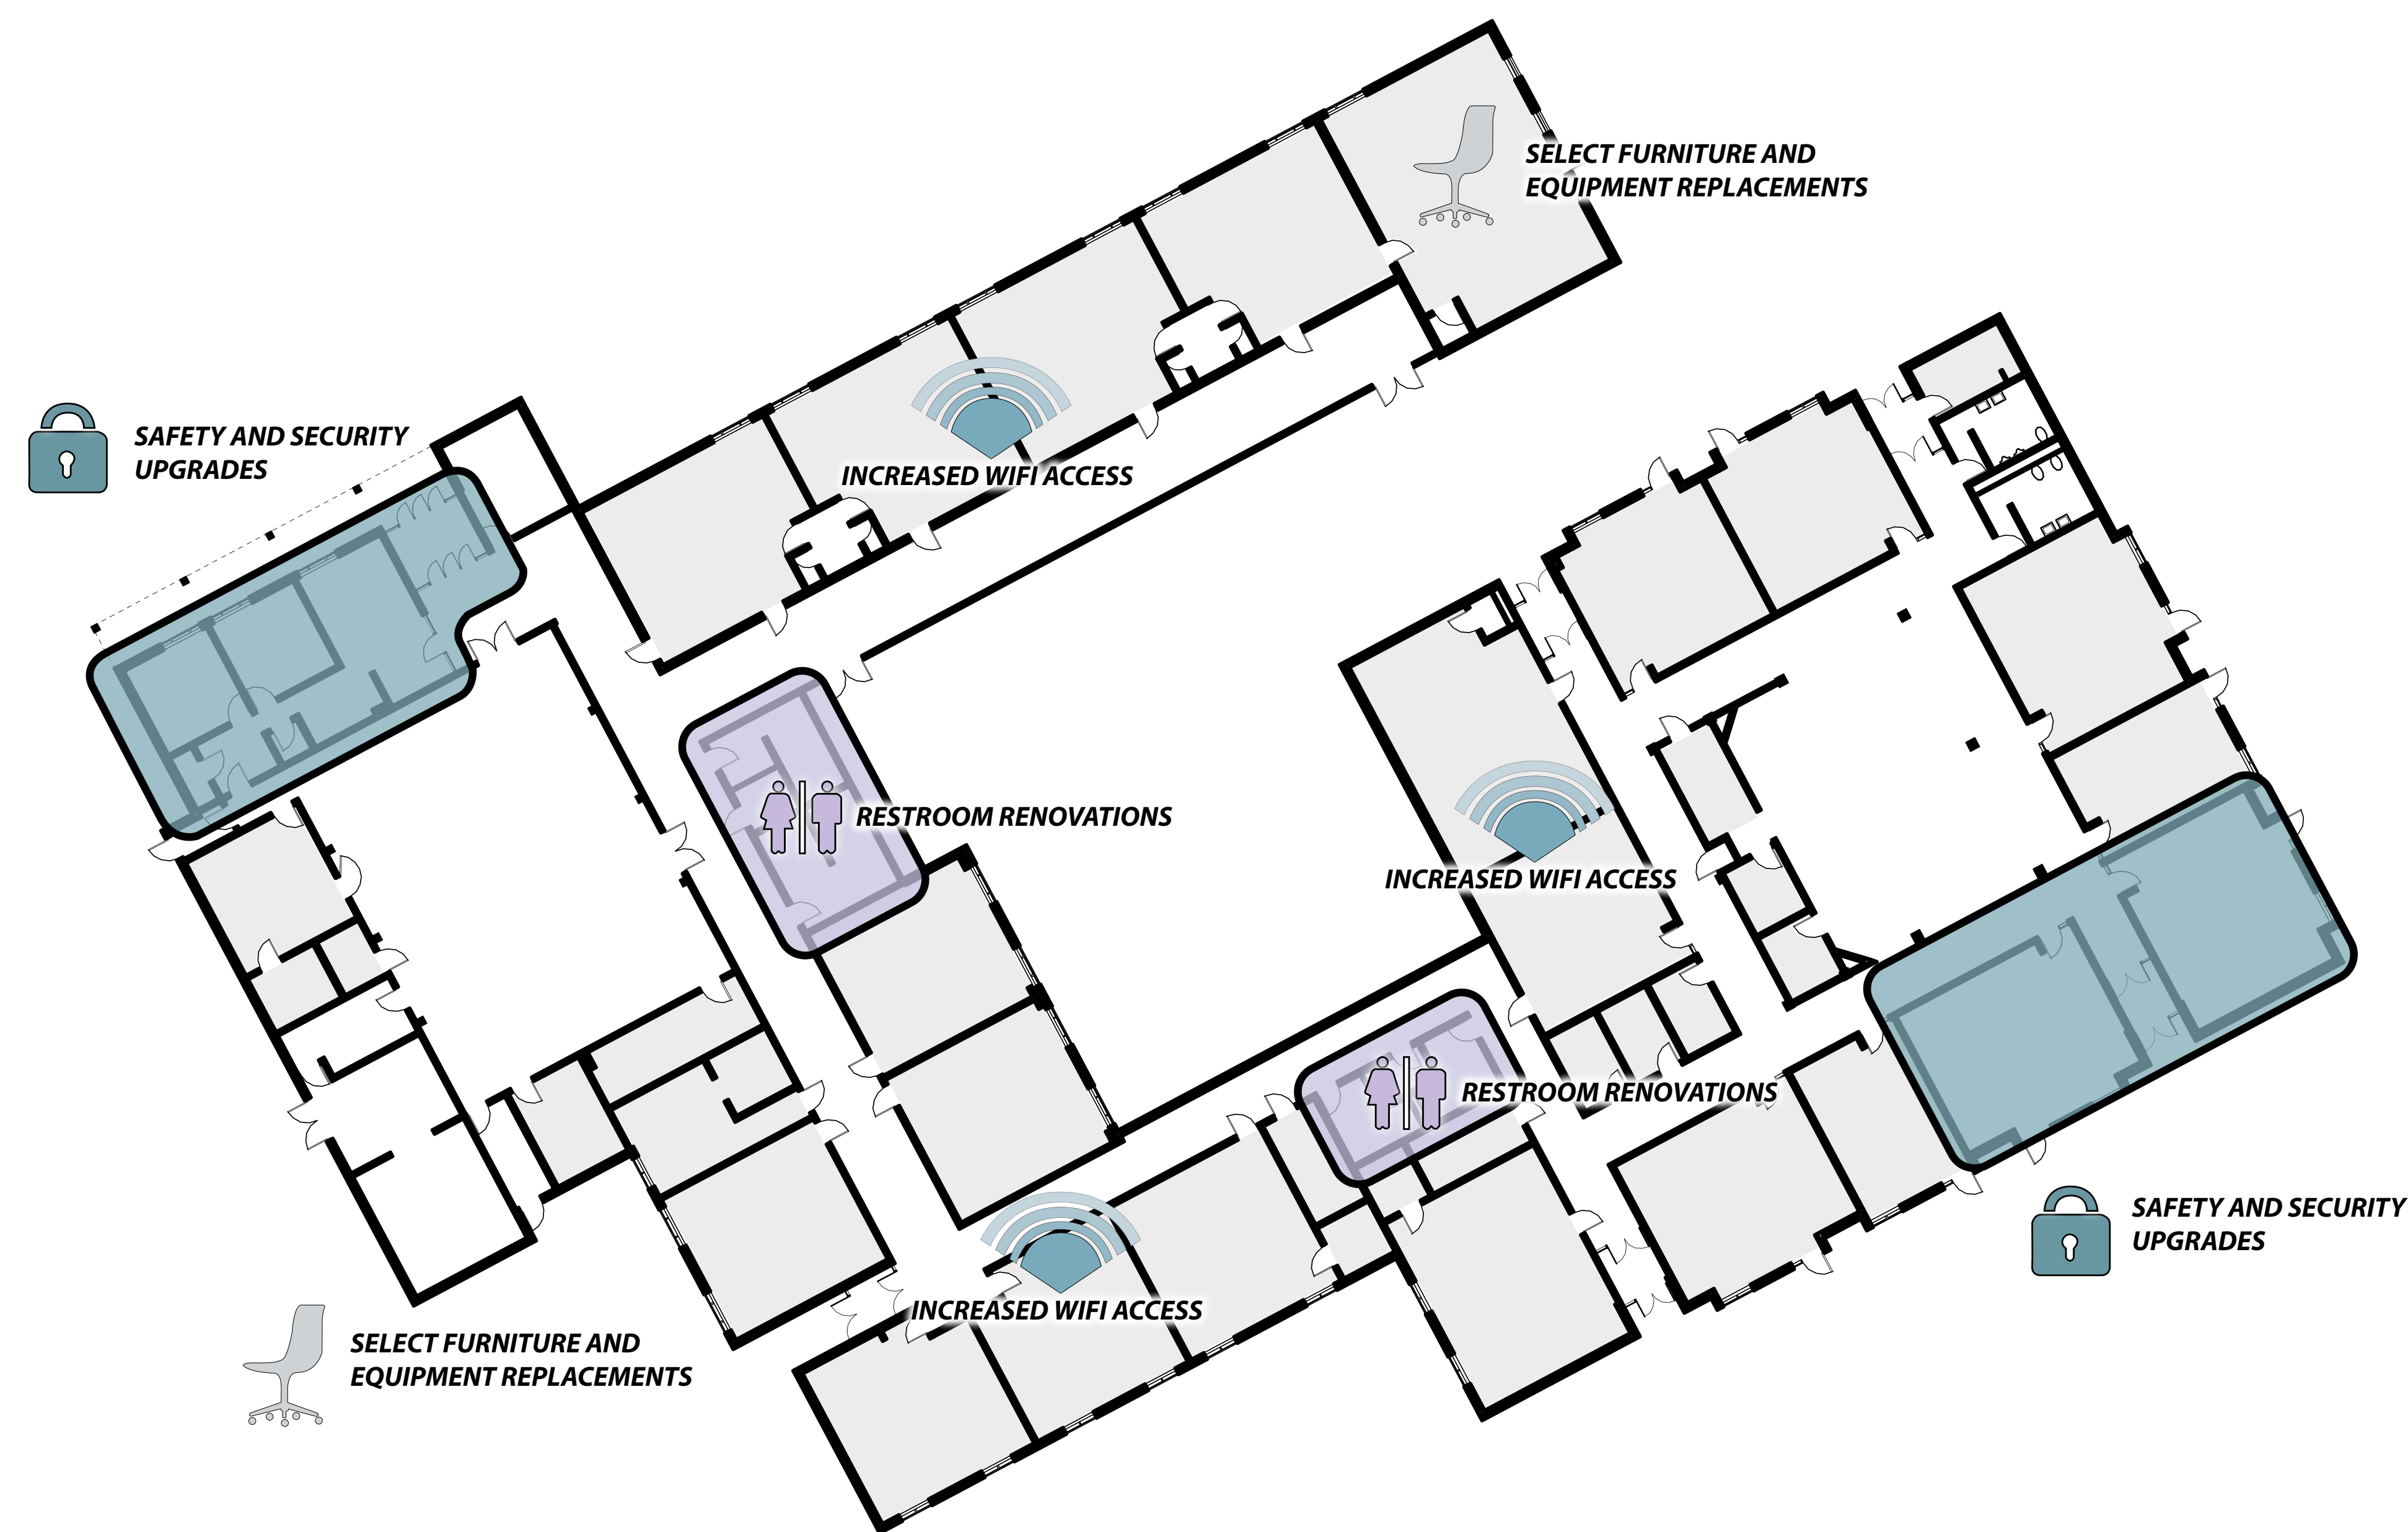 SELECT FURNITURE AND
EQUIPMENT REPLACEMENTS
SAFETY AND SECURITY
UPGRADES
INCREASED WIFI ACCESS
RESTROOM RENOVATIONS
INCREASED WIFI ACCESS
RESTROOM RENOVATIONS
SAFETY AND SECURITY
UPGRADES
INCREASED WIFI ACCESS
SELECT FURNITURE AND
EQUIPMENT REPLACEMENTS